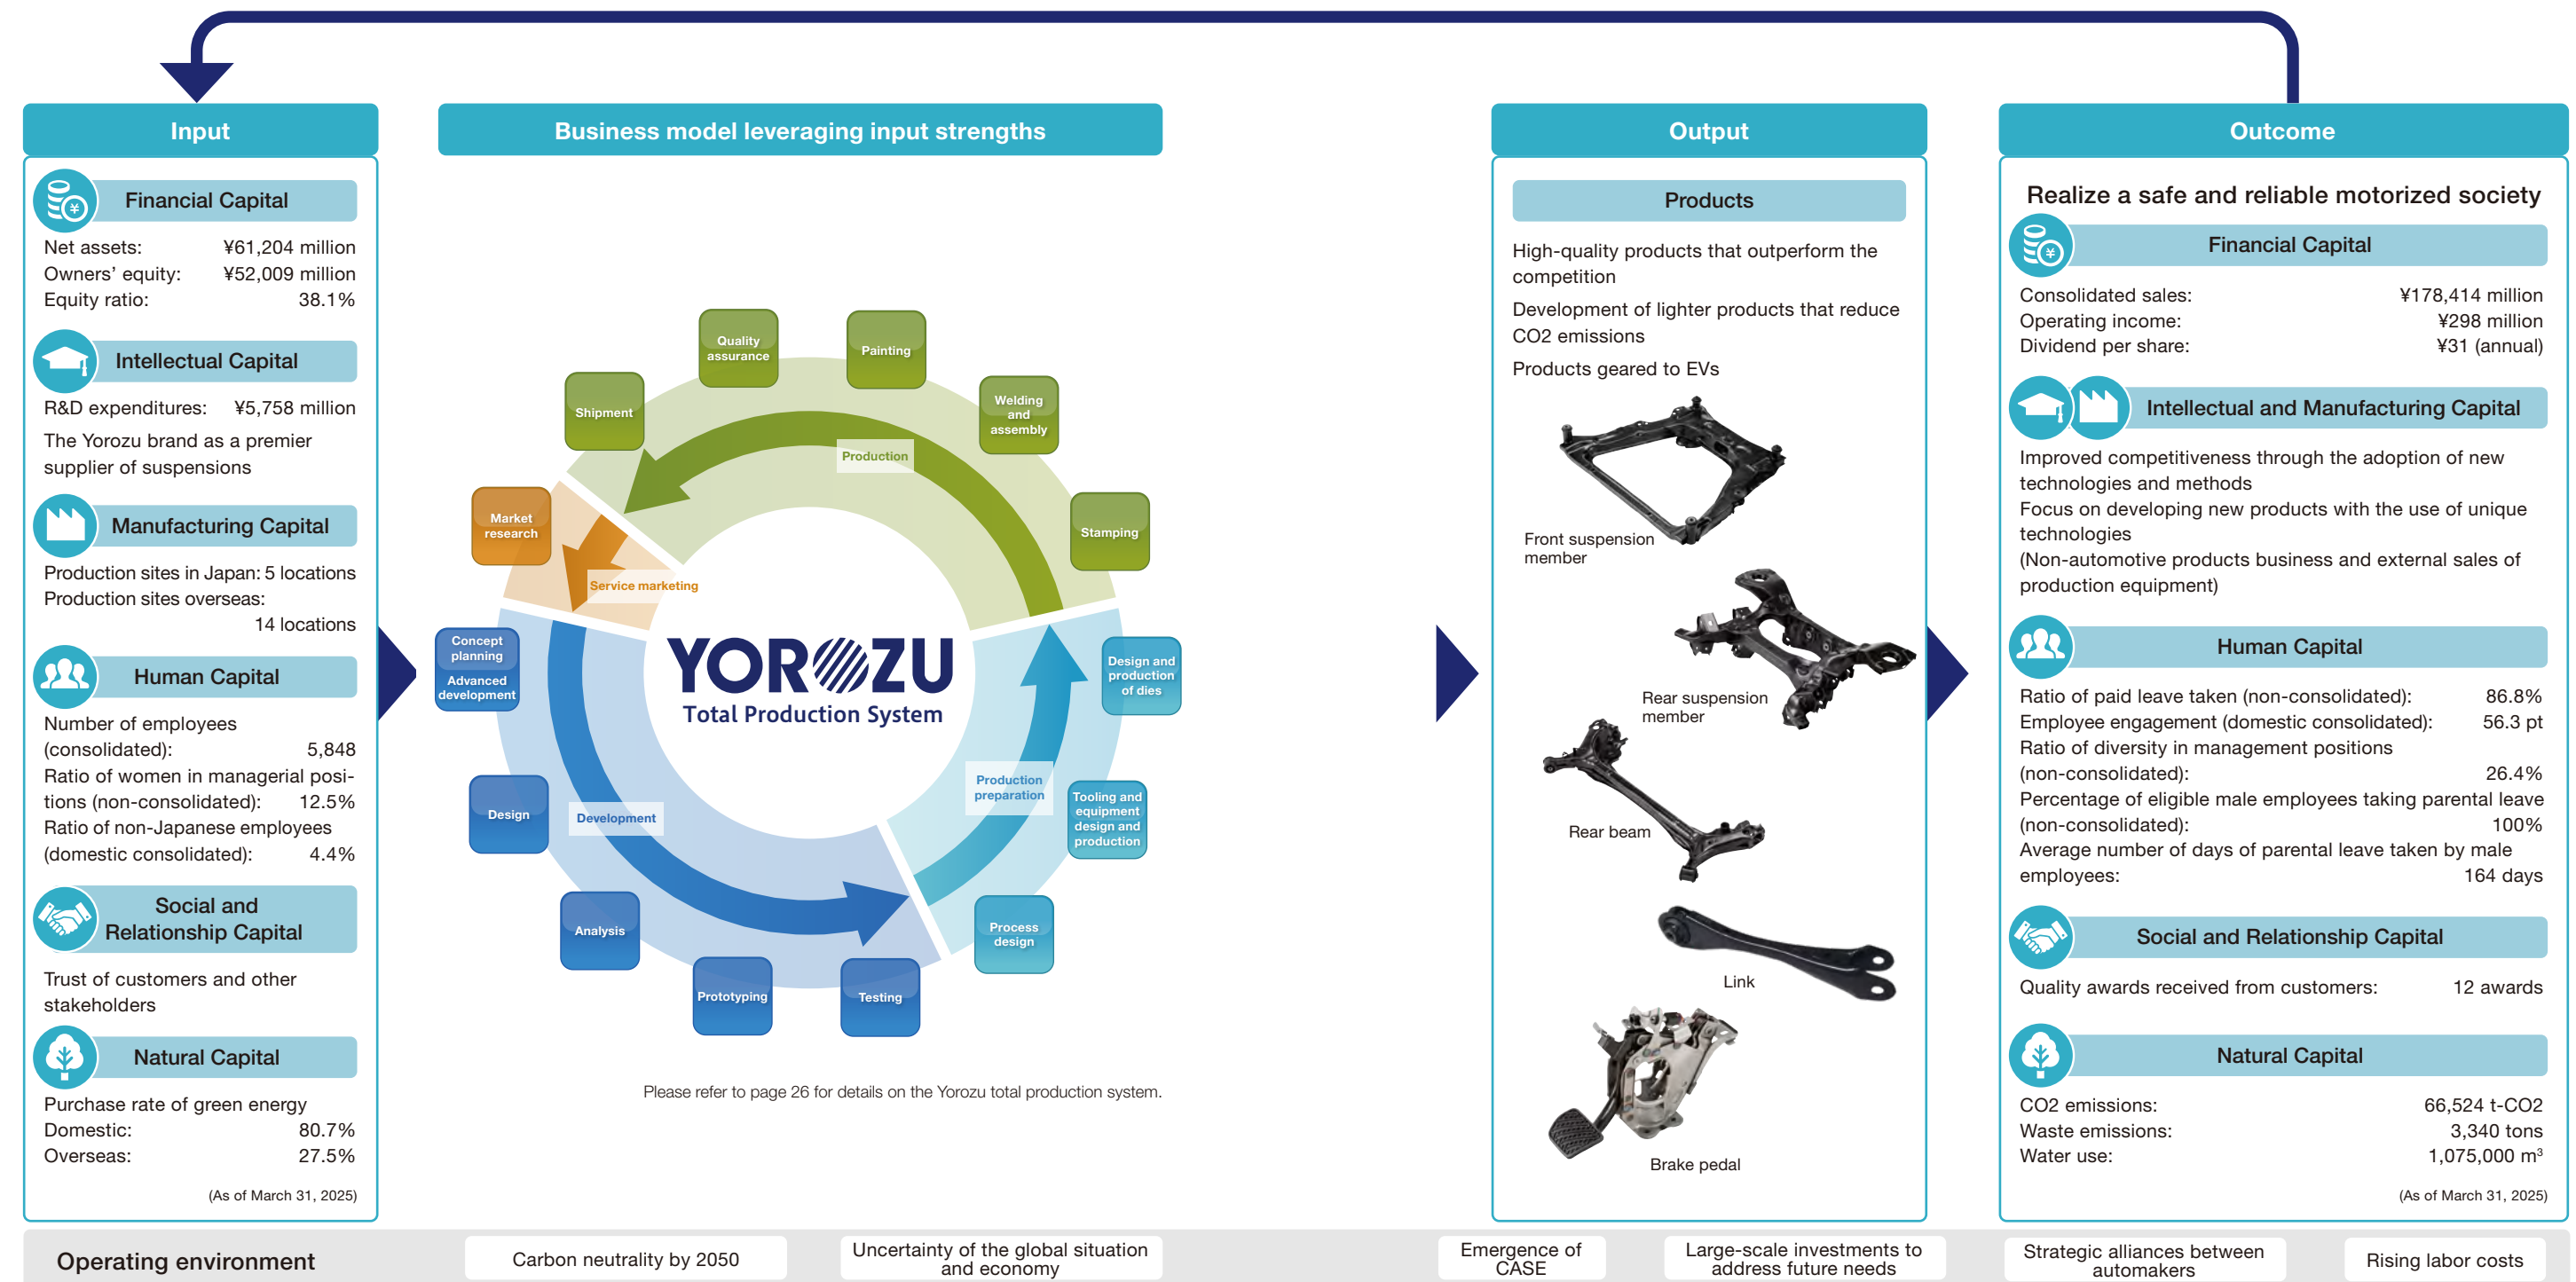 Input
Financial Capital
Net assets: ¥61,204 million
Owners' equity: ¥52,009 million
Equity ratio: 38.1%
Intellectual Capital
R&D expenditures: ¥5,758 million
The Yorozu brand as a premier
supplier of suspensions
Manufacturing Capital
Production sites in Japan: 5 locations
Production sites overseas:
14 locations
Human Capital
Number of employees
(consolidated): 5,848
Ratio of women in managerial posi-
tions (non-consolidated): 12.5%
Ratio of non-Japanese employees
(domestic consolidated): 4.4%
Social and
Relationship Capital
Trust of customers and other
stakeholders
Natural Capital
Purchase rate of green energy
Domestic: 80.7%
Overseas: 27.5%
(As of March 31, 2025)
Business model leveraging input strengths
Quality
assurance
Painting
Shipment
Welding
and
assembly
Production
Market
research
Stamping
Service marketing
Concept
planning
Advanced
development
YOROZU
Total Production System
Design and
production
of dies
Design
Development
Production
preparation
Tooling and
equipment
design and
production
Analysis
Process
design
Prototyping
Testing
Please refer to page 26 for details on the Yorozu total production system.
Output
Products
High-quality products that outperform the
competition
Development of lighter products that reduce
CO2 emissions
Products geared to EVs
Front suspension
member
Rear suspension
member
Rear beam
Link
Brake pedal
Outcome
Realize a safe and reliable motorized society
Financial Capital
Consolidated sales: ¥178,414 million
Operating income: ¥298 million
Dividend per share: ¥31 (annual)
Intellectual and Manufacturing Capital
Improved competitiveness through the adoption of new
technologies and methods
Focus on developing new products with the use of unique
technologies
(Non-automotive products business and external sales of
production equipment)
Human Capital
Ratio of paid leave taken (non-consolidated): 86.8%
Employee engagement (domestic consolidated): 56.3 pt
Ratio of diversity in management positions
(non-consolidated): 26.4%
Percentage of eligible male employees taking parental leave
(non-consolidated): 100%
Average number of days of parental leave taken by male
employees: 164 days
Social and Relationship Capital
Quality awards received from customers: 12 awards
Natural Capital
CO2 emissions: 66,524 t-CO2
Waste emissions: 3,340 tons
Water use: 1,075,000 m³
(As of March 31, 2025)
Operating environment
Carbon neutrality by 2050
Uncertainty of the global situation
and economy
Emergence of
CASE
Large-scale investments to
address future needs
Strategic alliances between
automakers
Rising labor costs